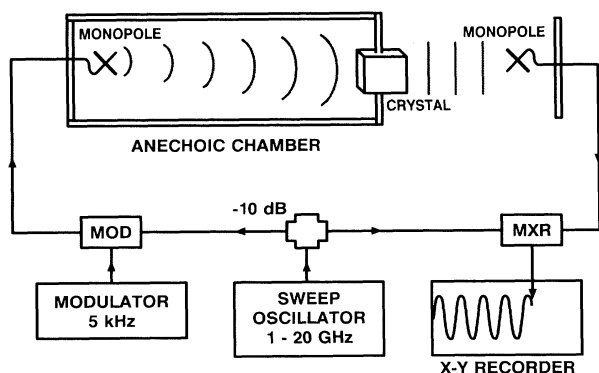 MONOPOLE
MONOPOLE
CRYSTAL
ANECHOIC CHAMBER
-10 dB
MOD
MXR
MODULATOR
5 kHz
SWEEP
OSCILLATOR
1 - 20 GHz
X-Y RECORDER